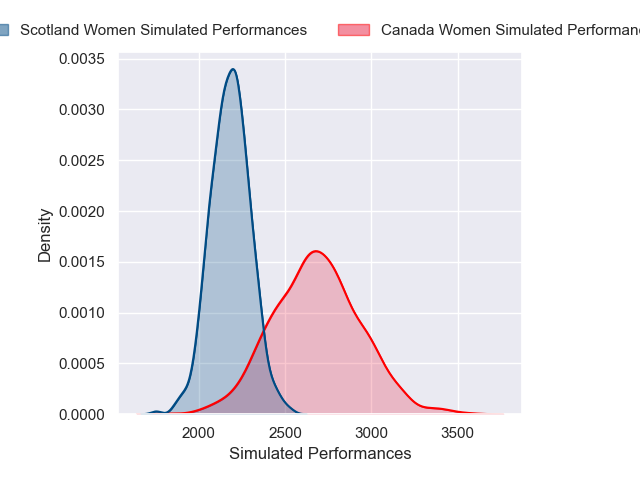 Scotland Women Simulated Performances
Canada Women Simulated
0.0035
0.0030
0.0025
0.0020
0.0015
0.0010
0.0005
0.0000
Density
2000 2500 3000 3500
Simulated Performances